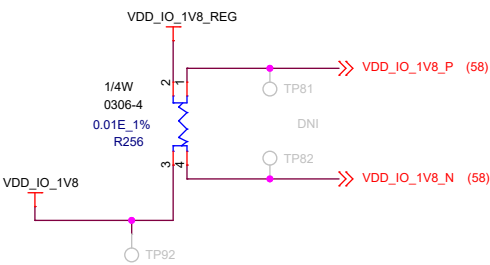 VDD_IO_1V8_REG
2 1
VDD_IO_1V8_P (58)
1/4W
TP81
0306-4
0.01E_1%
DNI
R256
TP82
3 4
VDD_IO_1V8
VDD_IO_1V8_N (58)
TP92